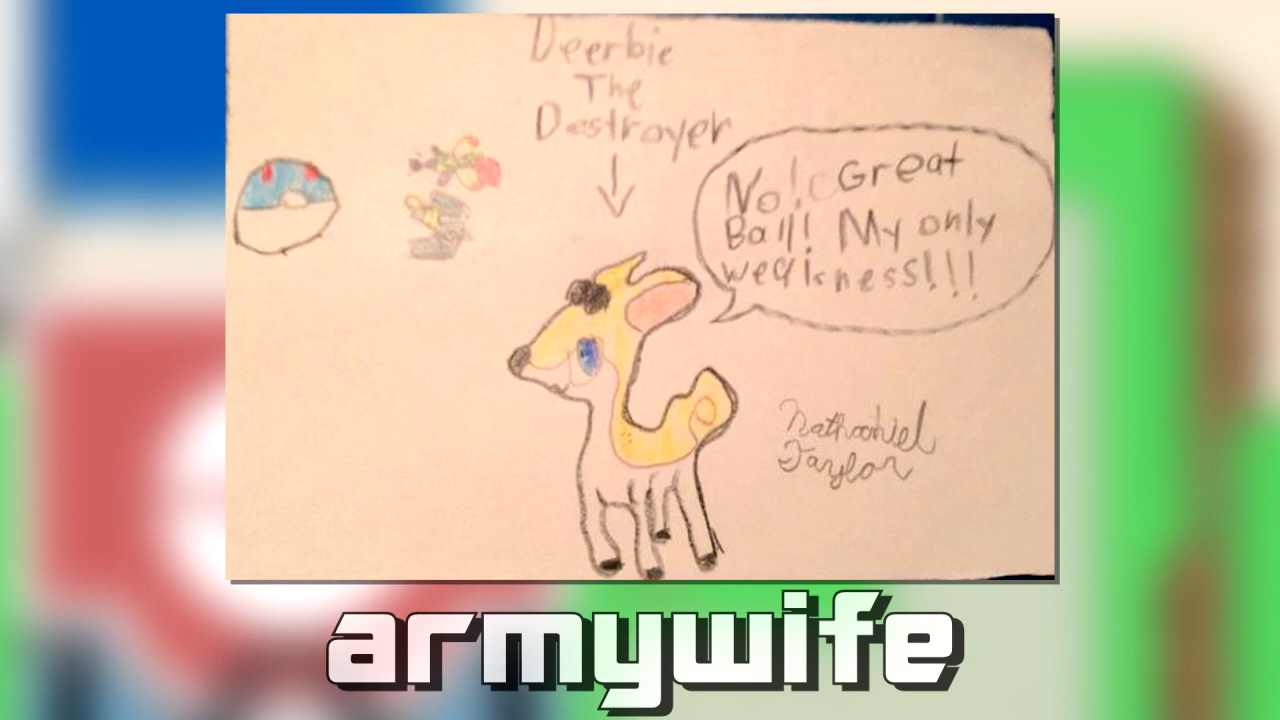 Deerbie
The
Destroyer
No! Great
Ball! My only
weakness!!!
Nathaniel
Taylor
armywife